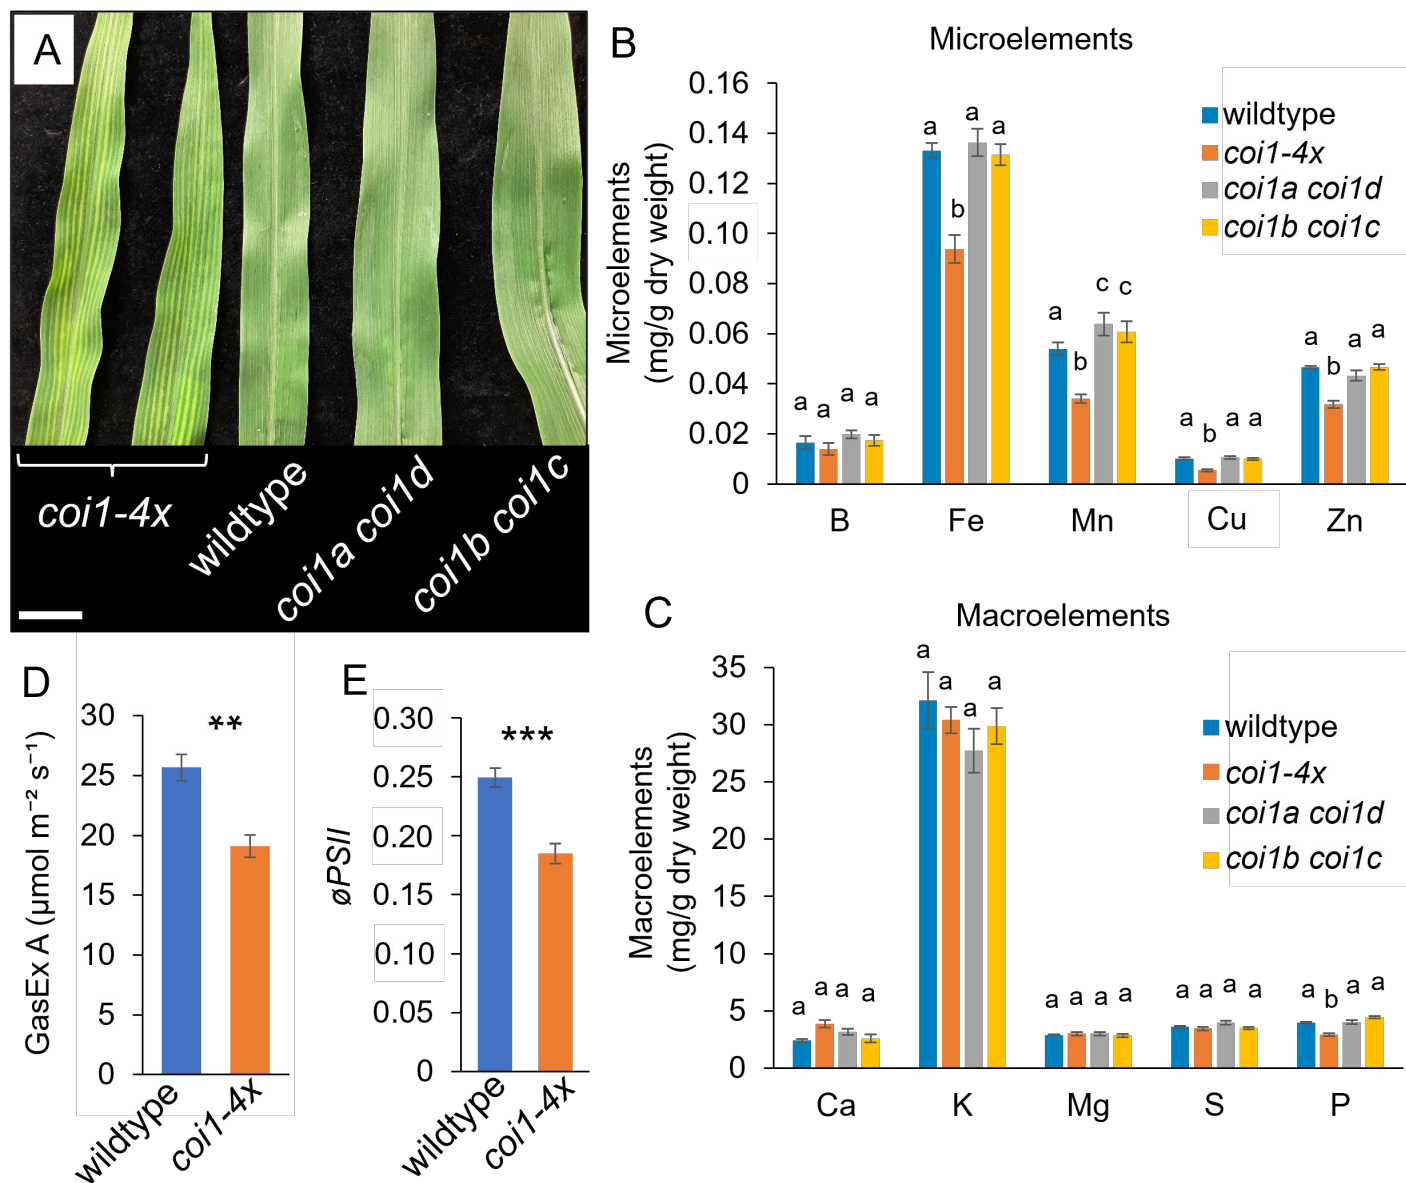 A
coi1-4x
wildtype
coi1a coi1d
coi1b coi1c
B
Microelements
Microelements
(mg/g dry weight)
0.16
0.14
0.12
0.10
0.08
0.06
0.04
0.02
0
wildtype
coi1-4x
coi1a coi1d
coi1b coi1c
a a a a
a b a a
a b c c
a b a a
a b a a
B Fe Mn Cu Zn
C
Macroelements
Macroelements
(mg/g dry weight)
35
30
25
20
15
10
5
0
wildtype
coi1-4x
coi1a coi1d
coi1b coi1c
a a a a
a a a a
a a a a
a a a a
a b a a
Ca K Mg S P
D
GasEx A (μmol m⁻² s⁻¹)
30
25
20
15
10
5
0
**
wildtype
coi1-4x
E
øPSII
0.30
0.25
0.20
0.15
0.10
0.05
0
***
wildtype
coi1-4x